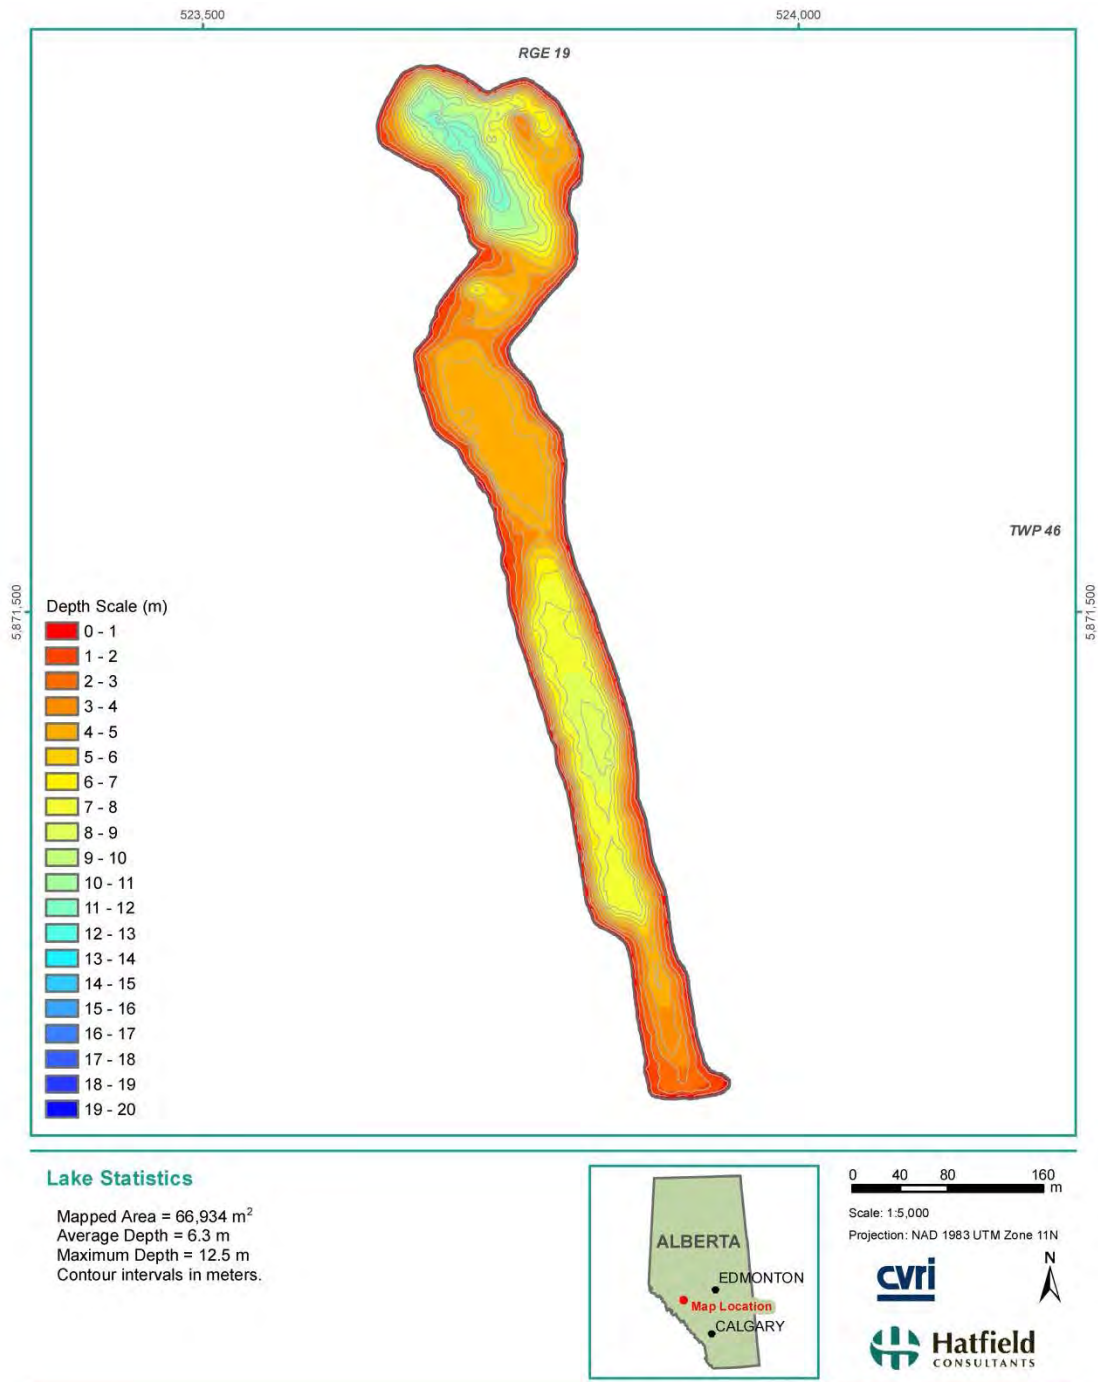 523,500
524,000
RGE 19
TWP 46
5,871,500
5,871,500
Depth Scale (m)
0 - 1
1 - 2
2 - 3
3 - 4
4 - 5
5 - 6
6 - 7
7 - 8
8 - 9
9 - 10
10 - 11
11 - 12
12 - 13
13 - 14
14 - 15
15 - 16
16 - 17
17 - 18
18 - 19
19 - 20
Lake Statistics
Mapped Area = 66,934 m²
Average Depth = 6.3 m
Maximum Depth = 12.5 m
Contour intervals in meters.
ALBERTA
EDMONTON
Map Location
CALGARY
0 40 80 160
m
Scale: 1:5,000
Projection: NAD 1983 UTM Zone 11N
cvri
N
Hatfield
CONSULTANTS